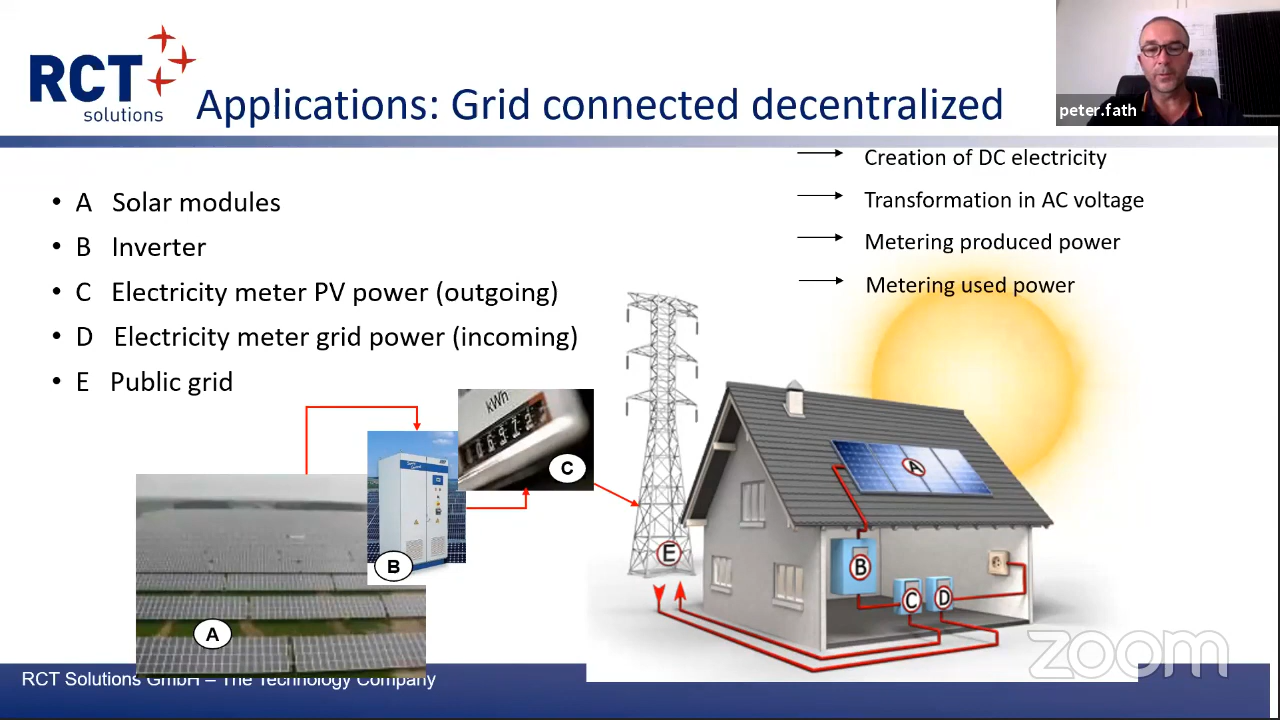 RCT
solutions
Applications: Grid connected decentralized
peter.fath
Creation of DC electricity
Transformation in AC voltage
Metering produced power
Metering used power
• A Solar modules
• B Inverter
• C Electricity meter PV power (outgoing)
• D Electricity meter grid power (incoming)
• E Public grid
kWh
C
B
A
A
B
C
D
E
zoom
RCT Solutions GmbH – The Technology Company